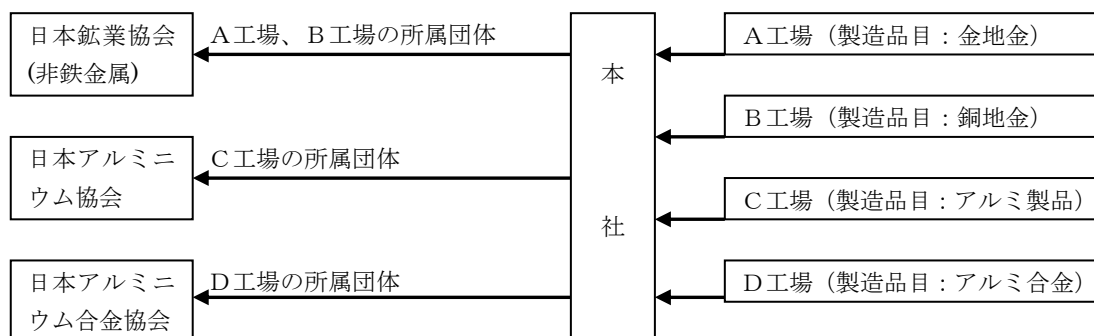 日本鉱業協会
(非鉄金属)
A工場、B工場の所属団体
日本アルミニ
ウム協会
C工場の所属団体
日本アルミニ
ウム合金協会
D工場の所属団体
本
社
A工場（製造品目：金地金）
B工場（製造品目：銅地金）
C工場（製造品目：アルミ製品）
D工場（製造品目：アルミ合金）